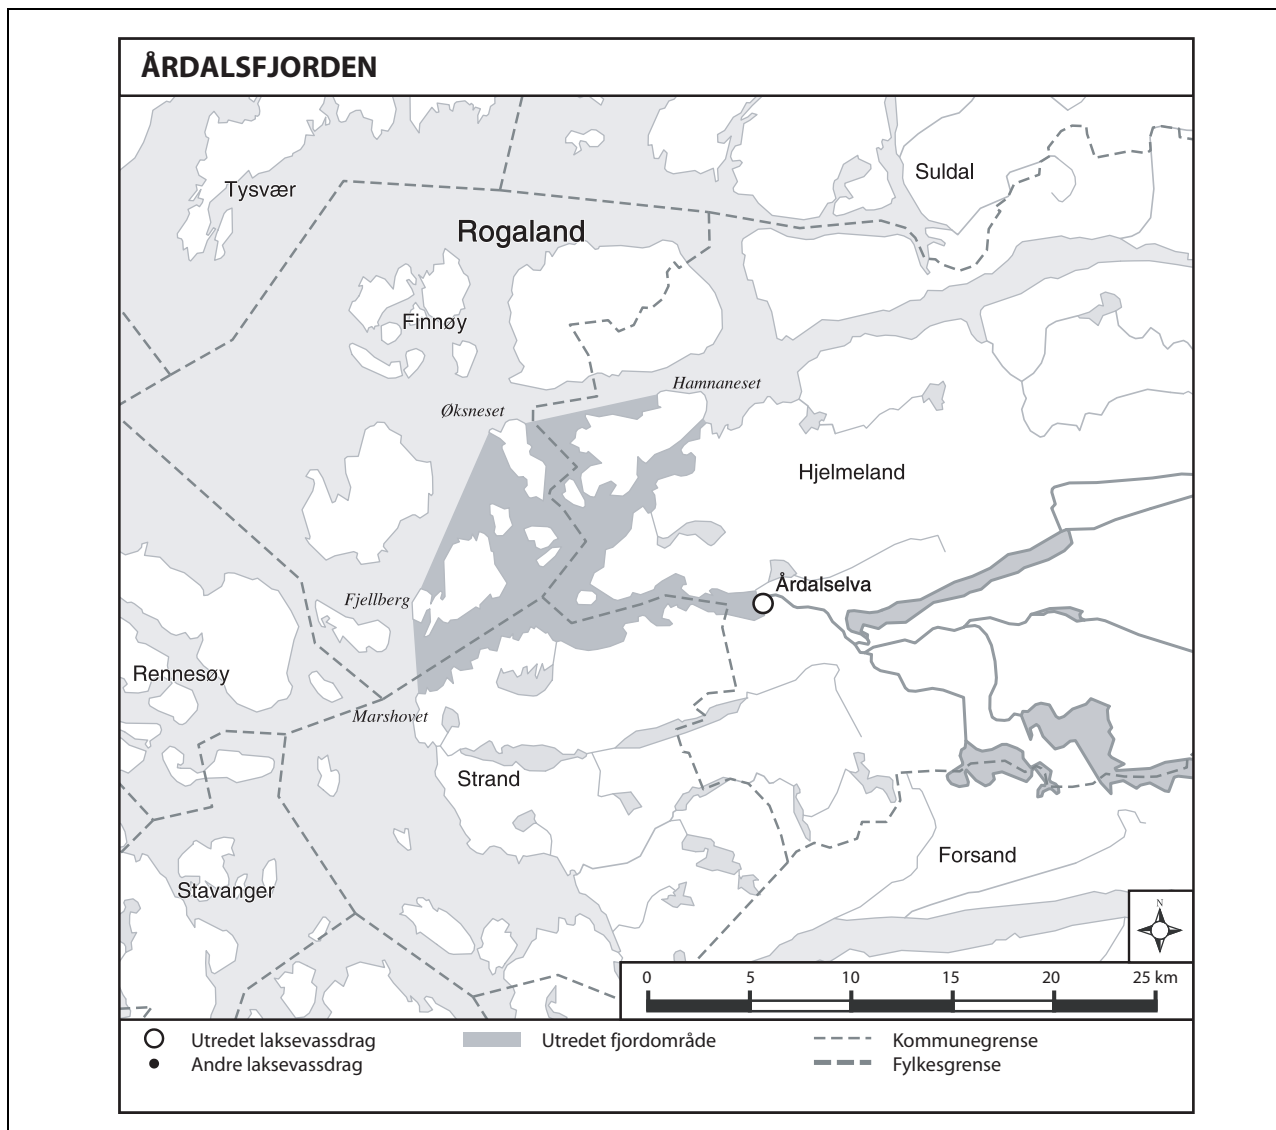 ÅRDALSFJORDEN
Suldal
Tysvær
Rogaland
Finnøy
Hamnaneset
Øksneset
Hjelmeland
Årdalselva
Fjellberg
Rennesøy
Marshovet
Strand
Forsand
Stavanger
N
0 5 10 15 20 25 km
Utredet laksevassdrag Utredet fjordområde Kommunegrense
Andre laksevassdrag Fylkesgrense